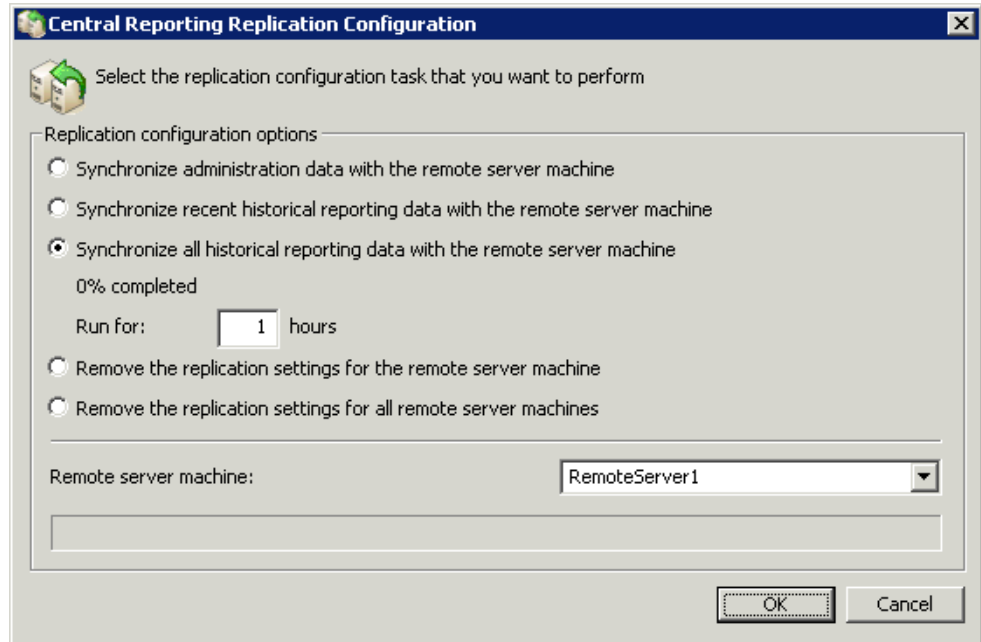 Central Reporting Replication Configuration
Select the replication configuration task that you want to perform
Replication configuration options
Synchronize administration data with the remote server machine
Synchronize recent historical reporting data with the remote server machine
Synchronize all historical reporting data with the remote server machine
0% completed
Run for: 1 hours
Remove the replication settings for the remote server machine
Remove the replication settings for all remote server machines
Remote server machine: RemoteServer1
OK Cancel